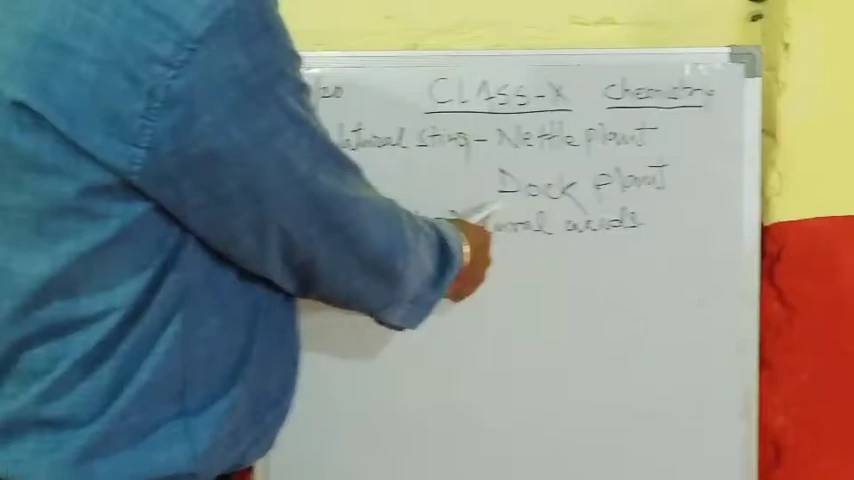 CLASS-X Chemistry
sting - Nettle plant
Dock plant
acids